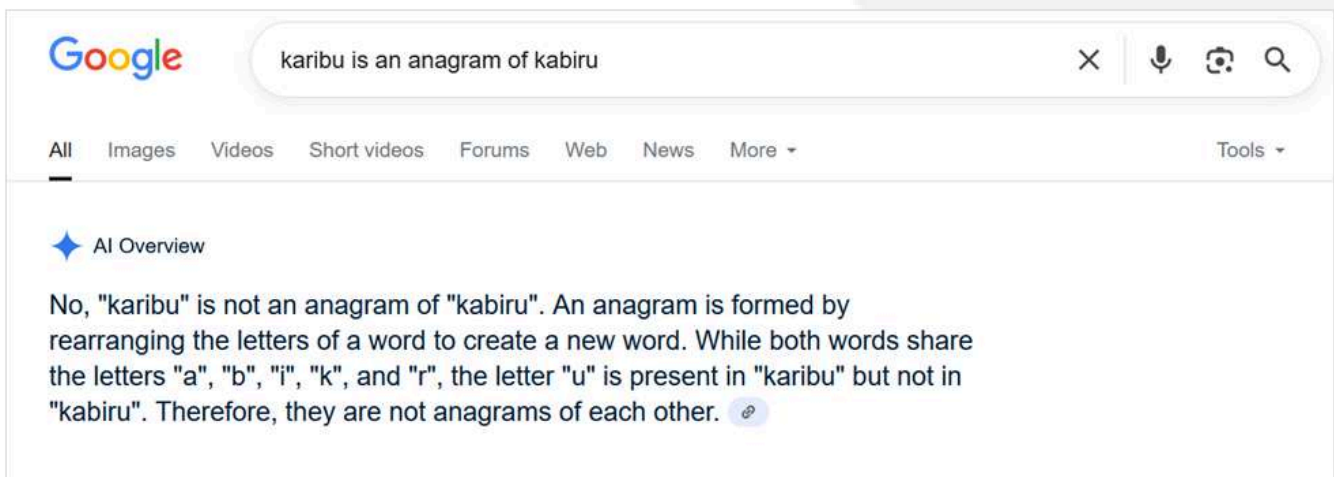 Google
karibu is an anagram of kabiru
All Images Videos Short videos Forums Web News More Tools
AI Overview
No, "karibu" is not an anagram of "kabiru". An anagram is formed by
rearranging the letters of a word to create a new word. While both words share
the letters "a", "b", "i", "k", and "r", the letter "u" is present in "karibu" but not in
"kabiru". Therefore, they are not anagrams of each other.